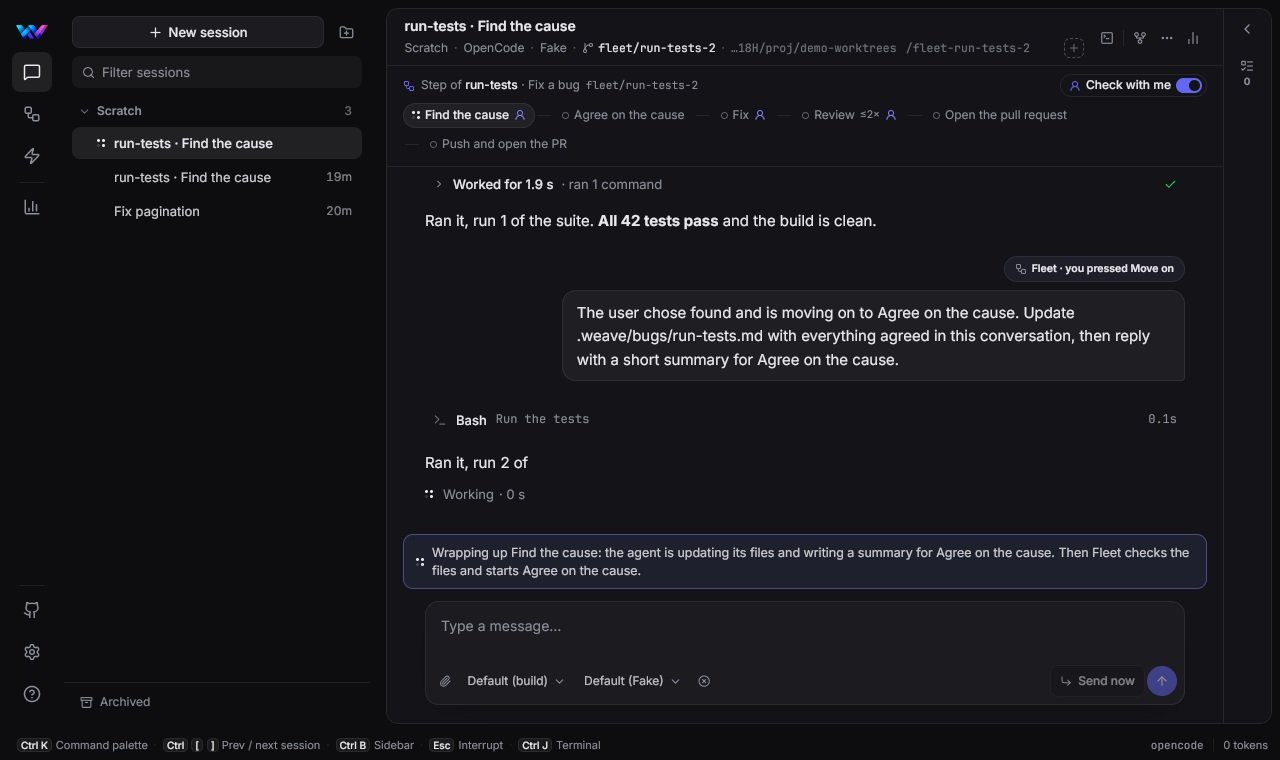 New session
Filter sessions
Scratch 3
run-tests · Find the cause
run-tests · Find the cause 19m
Fix pagination 20m
Archived
run-tests · Find the cause
Scratch · OpenCode · Fake · fleet/run-tests-2 · …18H/proj/demo-worktrees /fleet-run-tests-2
Step of run-tests · Fix a bug fleet/run-tests-2
Check with me
Find the cause Agree on the cause Fix Review ≤2× Open the pull request
Push and open the PR
0
Worked for 1.9 s · ran 1 command
Ran it, run 1 of the suite. All 42 tests pass and the build is clean.
Fleet · you pressed Move on
The user chose found and is moving on to Agree on the cause. Update
.weave/bugs/run-tests.md with everything agreed in this conversation, then reply
with a short summary for Agree on the cause.
Bash Run the tests 0.1s
Ran it, run 2 of
Working · 0 s
Wrapping up Find the cause: the agent is updating its files and writing a summary for Agree on the cause. Then Fleet checks the
files and starts Agree on the cause.
Type a message…
Default (build) Default (Fake) Send now
Ctrl K Command palette · Ctrl [ ] Prev / next session · Ctrl B Sidebar · Esc Interrupt · Ctrl J Terminal
opencode 0 tokens